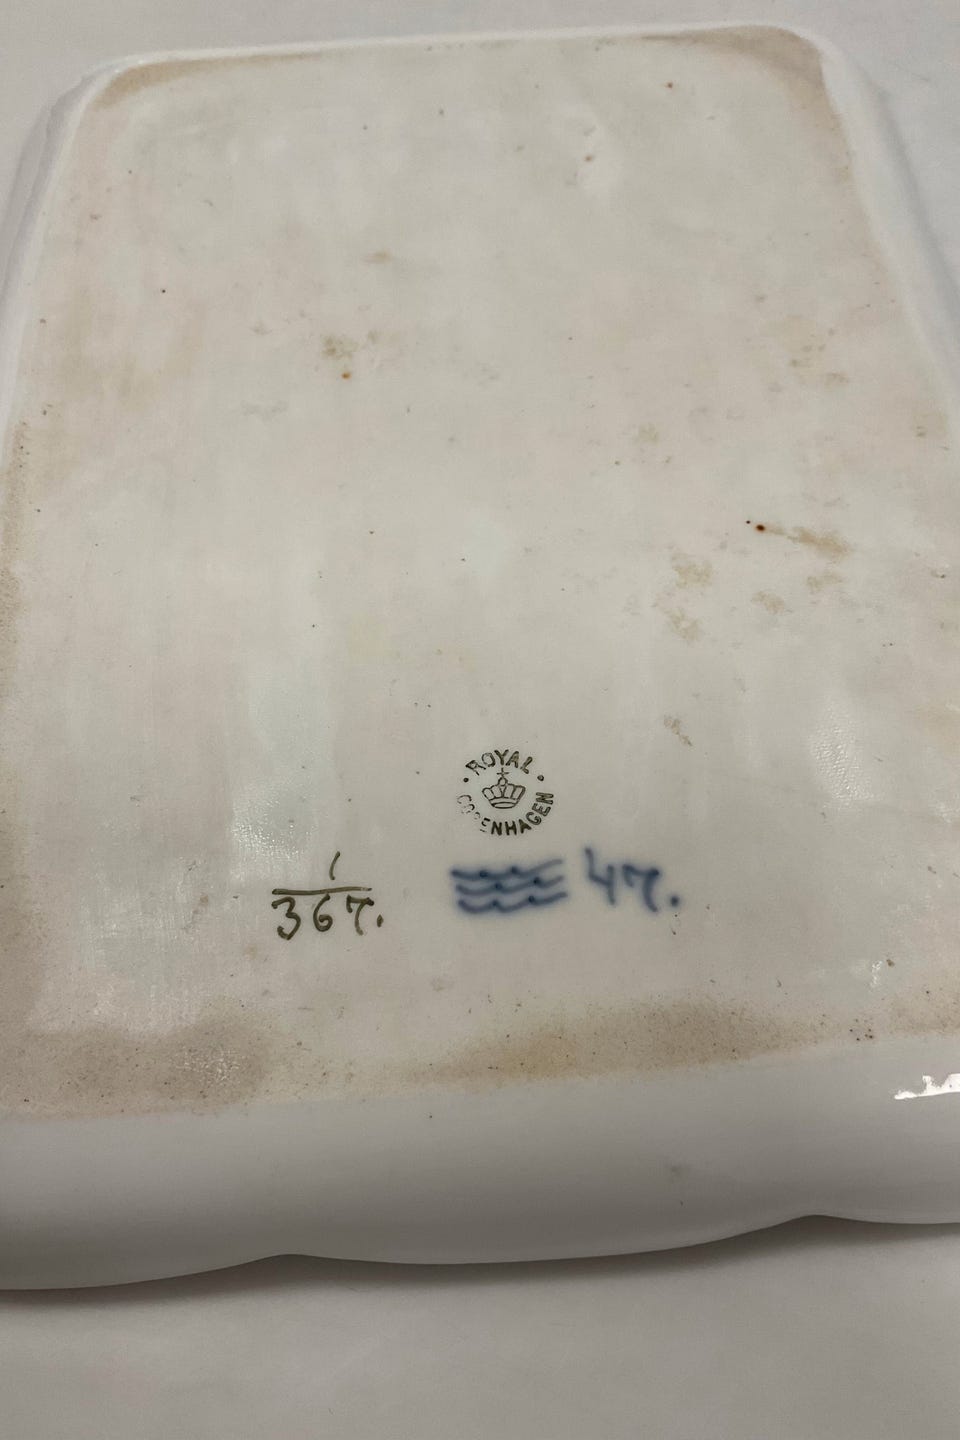 ROYAL
COPENHAGEN
1
367.
47.